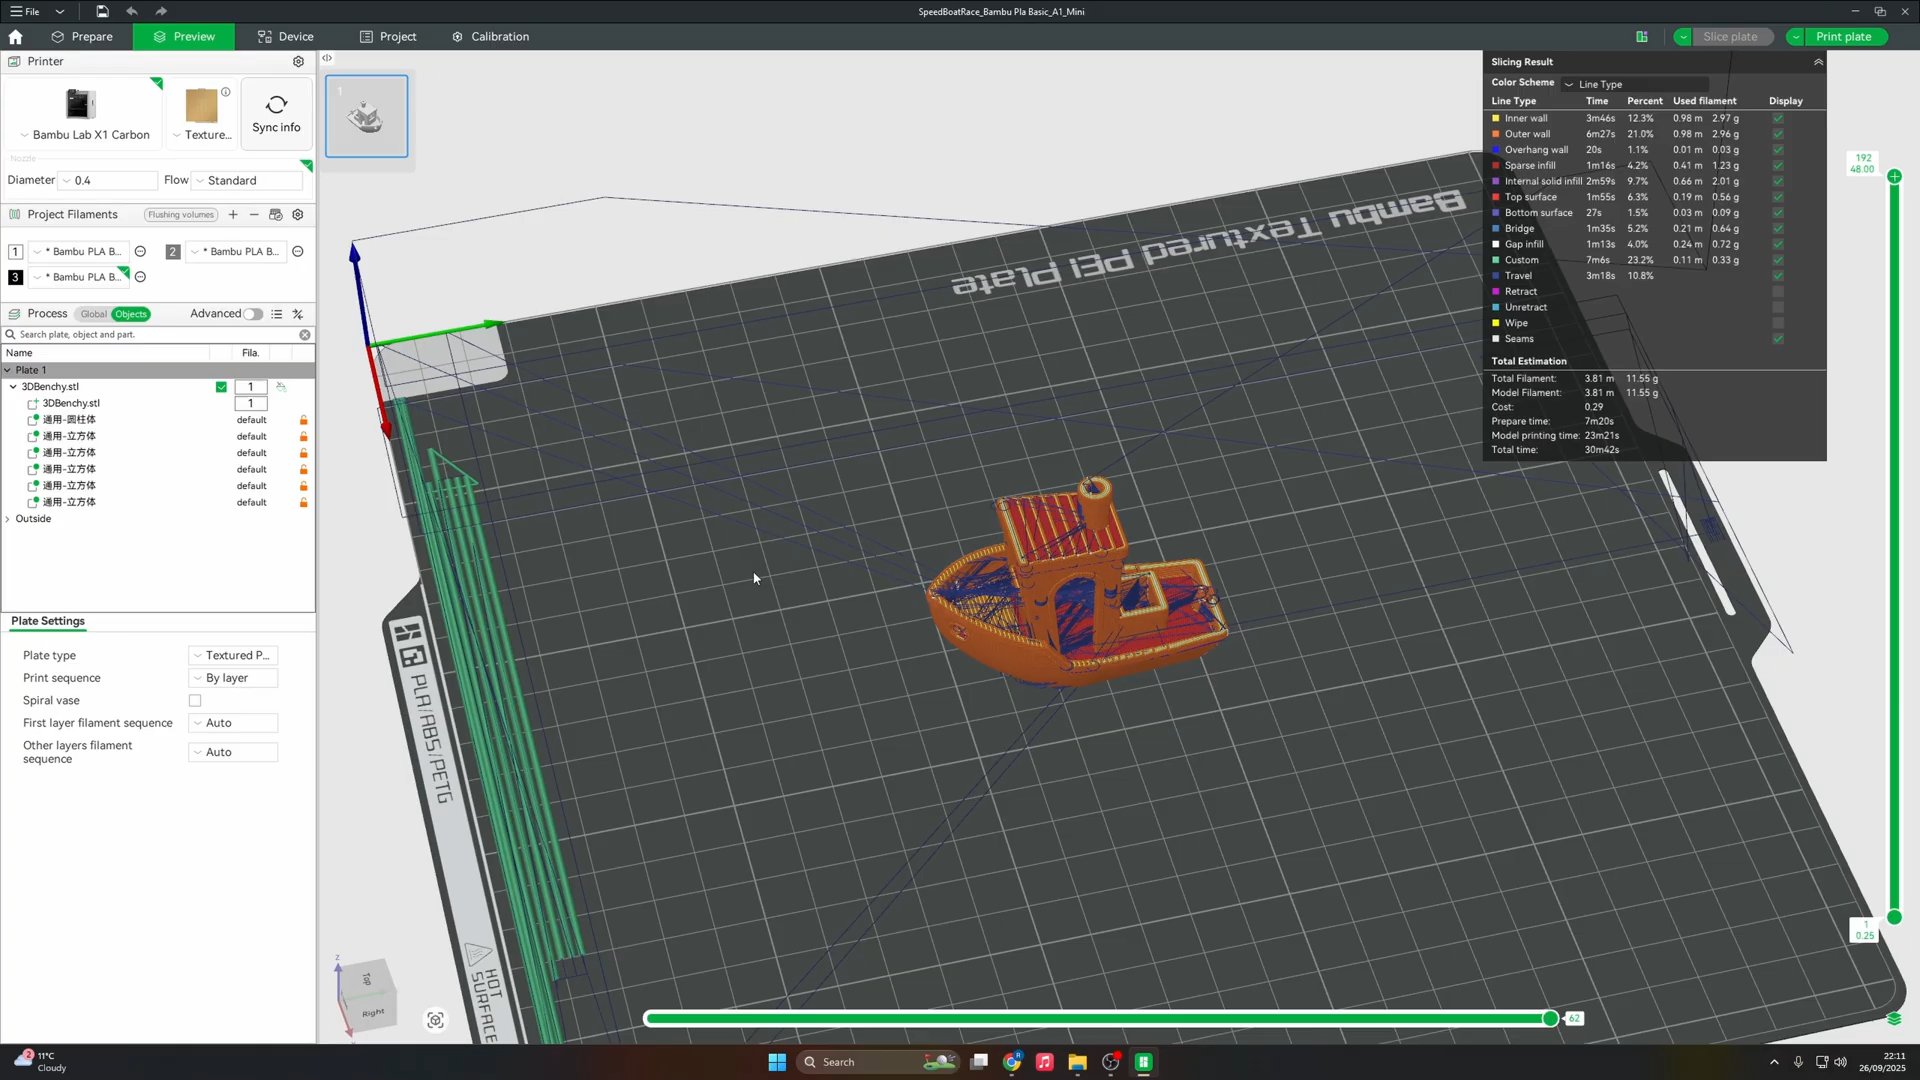 File
SpeedBoatRace_Bambu Pla Basic_A1_Mini
Prepare
Preview
Device
Project
Calibration
Slice plate
Print plate
Printer
Bambu Lab X1 Carbon
Texture...
Sync info
Nozzle
Diameter
0.4
Flow
Standard
Project Filaments
Flushing volumes
1
* Bambu PLA B...
2
* Bambu PLA B...
3
* Bambu PLA B...
Process
Global
Objects
Advanced
Search plate, object and part.
Name
Fila.
Plate 1
3DBenchy.stl
1
3DBenchy.stl
1
通用-圆柱体
default
通用-立方体
default
通用-立方体
default
通用-立方体
default
通用-立方体
default
通用-立方体
default
Outside
Plate Settings
Plate type
Textured P...
Print sequence
By layer
Spiral vase
First layer filament sequence
Auto
Other layers filament
sequence
Auto
1
Bambu Textured PEI Plate
PLA/ABS/PETG
HOT
SURFACE
Top
Right
z
Slicing Result
Color Scheme
Line Type
Line Type Time Percent Used filament Display
Inner wall 3m46s 12.3% 0.98 m 2.97 g
Outer wall 6m27s 21.0% 0.98 m 2.96 g
Overhang wall 20s 1.1% 0.01 m 0.03 g
Sparse infill 1m16s 4.2% 0.41 m 1.23 g
Internal solid infill 2m59s 9.7% 0.66 m 2.01 g
Top surface 1m55s 6.3% 0.19 m 0.56 g
Bottom surface 27s 1.5% 0.03 m 0.09 g
Bridge 1m35s 5.2% 0.21 m 0.64 g
Gap infill 1m13s 4.0% 0.24 m 0.72 g
Custom 7m6s 23.2% 0.11 m 0.33 g
Travel 3m18s 10.8%
Retract
Unretract
Wipe
Seams
Total Estimation
Total Filament: 3.81 m 11.55 g
Model Filament: 3.81 m 11.55 g
Cost: 0.29
Prepare time: 7m20s
Model printing time: 23m21s
Total time: 30m42s
192
48.00
1
0.25
62
2
11°C
Cloudy
Search
22:11
26/09/2025